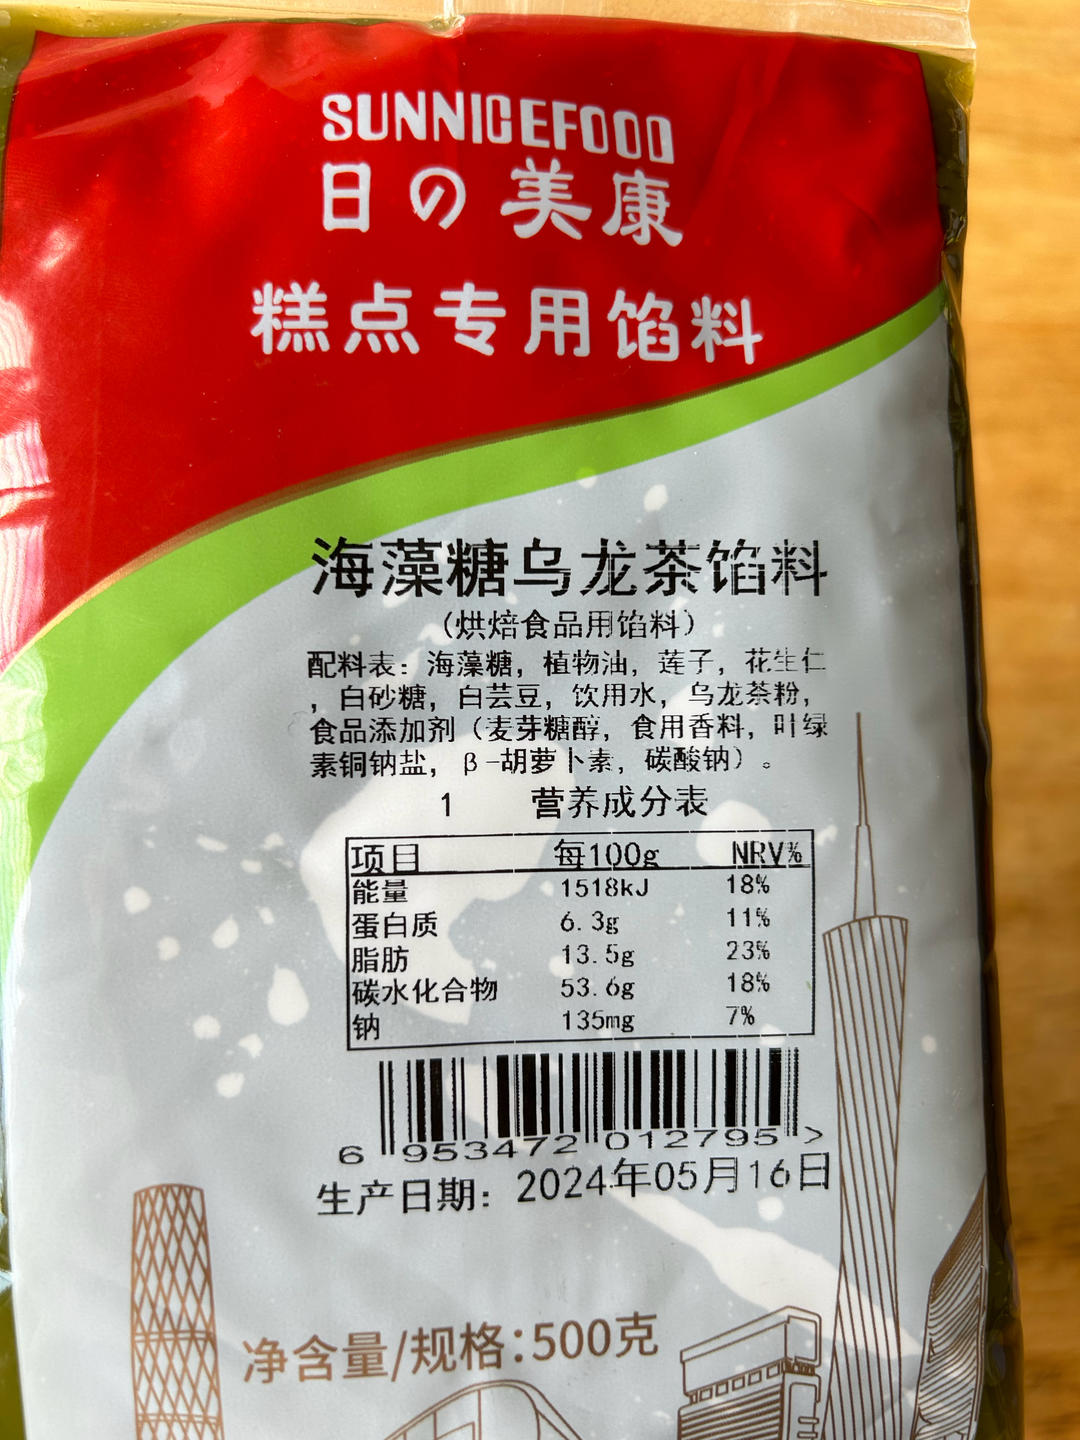 SUNNICEFOOD
日の美康
糕点专用馅料
海藻糖乌龙茶馅料
（烘焙食品用馅料）
配料表：海藻糖，植物油，莲子，花生仁
，白砂糖，白芸豆，饮用水，乌龙茶粉，
食品添加剂（麦芽糖醇，食用香料，叶绿
素铜钠盐，β-胡萝卜素，碳酸钠）。
1 营养成分表
项目 每100g NRV%
能量 1518kJ 18%
蛋白质 6.3g 11%
脂肪 13.5g 23%
碳水化合物 53.6g 18%
钠 135mg 7%
6 953472 012795 >
生产日期：2024年05月16日
净含量/规格:500克